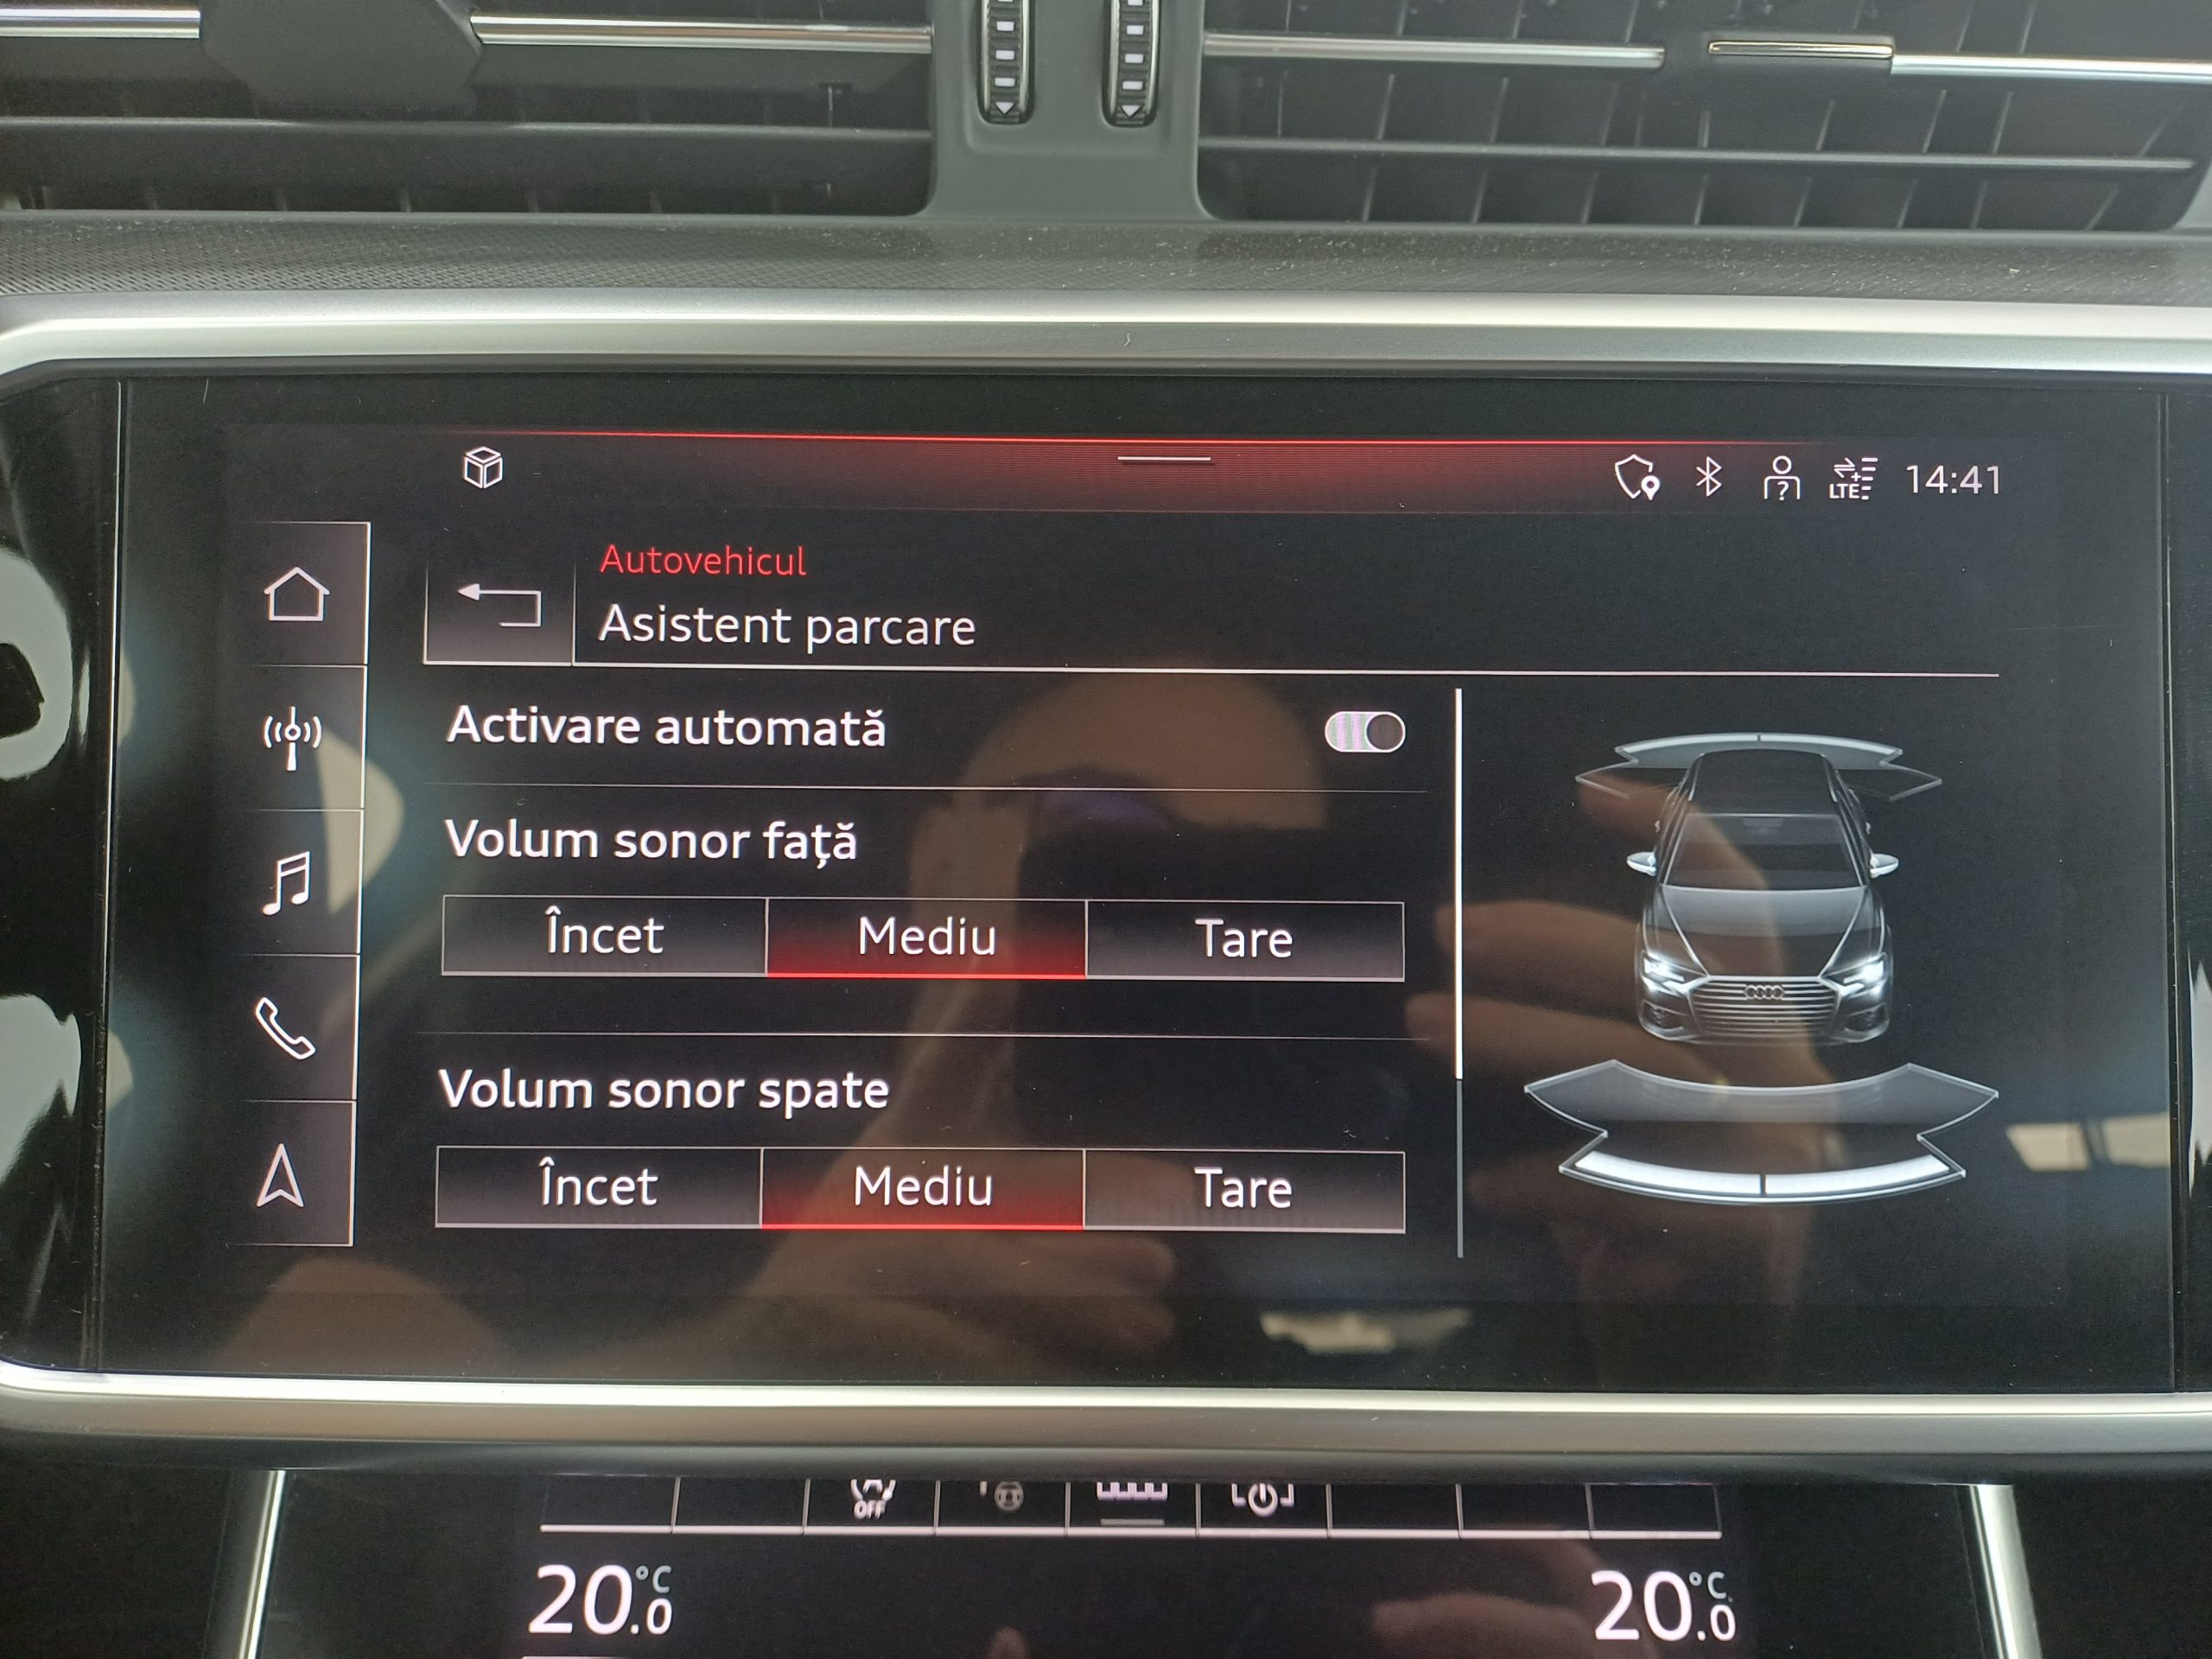 LTE 14:41
Autovehicul
Asistent parcare
Activare automată
Volum sonor față
Încet Mediu Tare
Volum sonor spate
Încet Mediu Tare
OFF
20.0 °C 20.0 °C